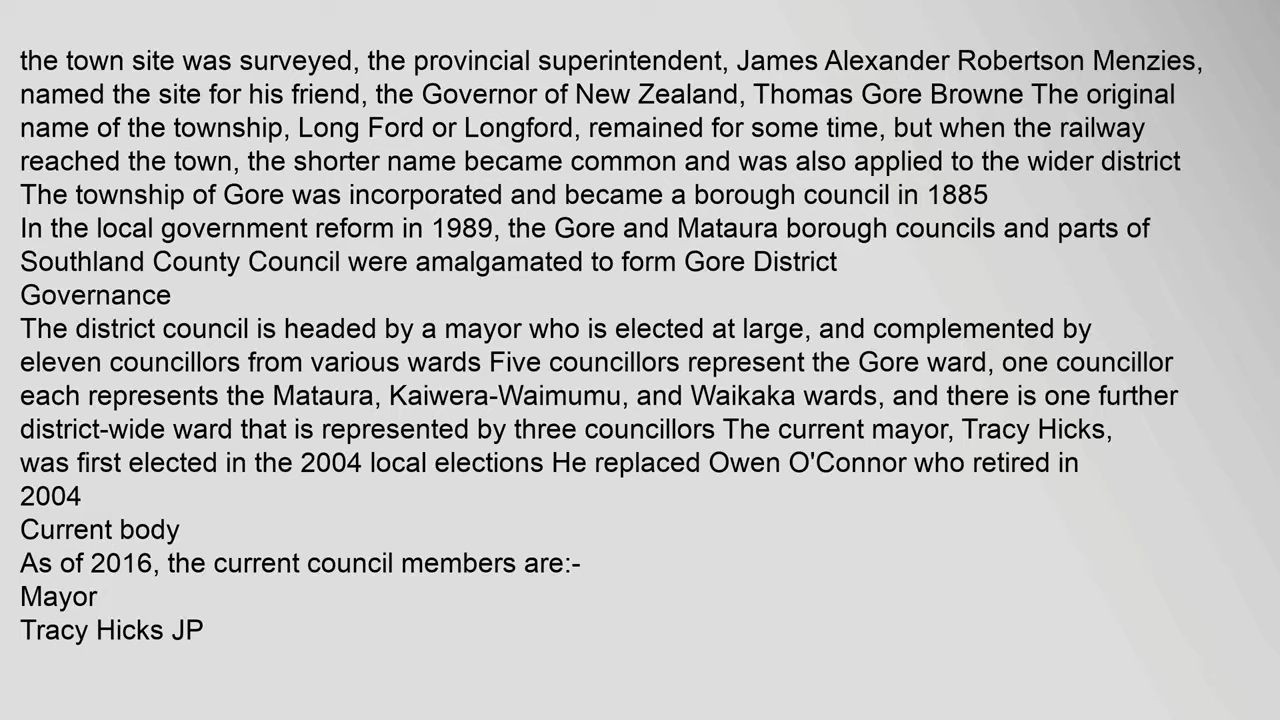 the town site was surveyed, the provincial superintendent, James Alexander Robertson Menzies,
named the site for his friend, the Governor of New Zealand, Thomas Gore Browne The original
name of the township, Long Ford or Longford, remained for some time, but when the railway
reached the town, the shorter name became common and was also applied to the wider district
The township of Gore was incorporated and became a borough council in 1885
In the local government reform in 1989, the Gore and Mataura borough councils and parts of
Southland County Council were amalgamated to form Gore District
Governance
The district council is headed by a mayor who is elected at large, and complemented by
eleven councillors from various wards Five councillors represent the Gore ward, one councillor
each represents the Mataura, Kaiwera-Waimumu, and Waikaka wards, and there is one further
district-wide ward that is represented by three councillors The current mayor, Tracy Hicks,
was first elected in the 2004 local elections He replaced Owen O'Connor who retired in
2004
Current body
As of 2016, the current council members are:-
Mayor
Tracy Hicks JP